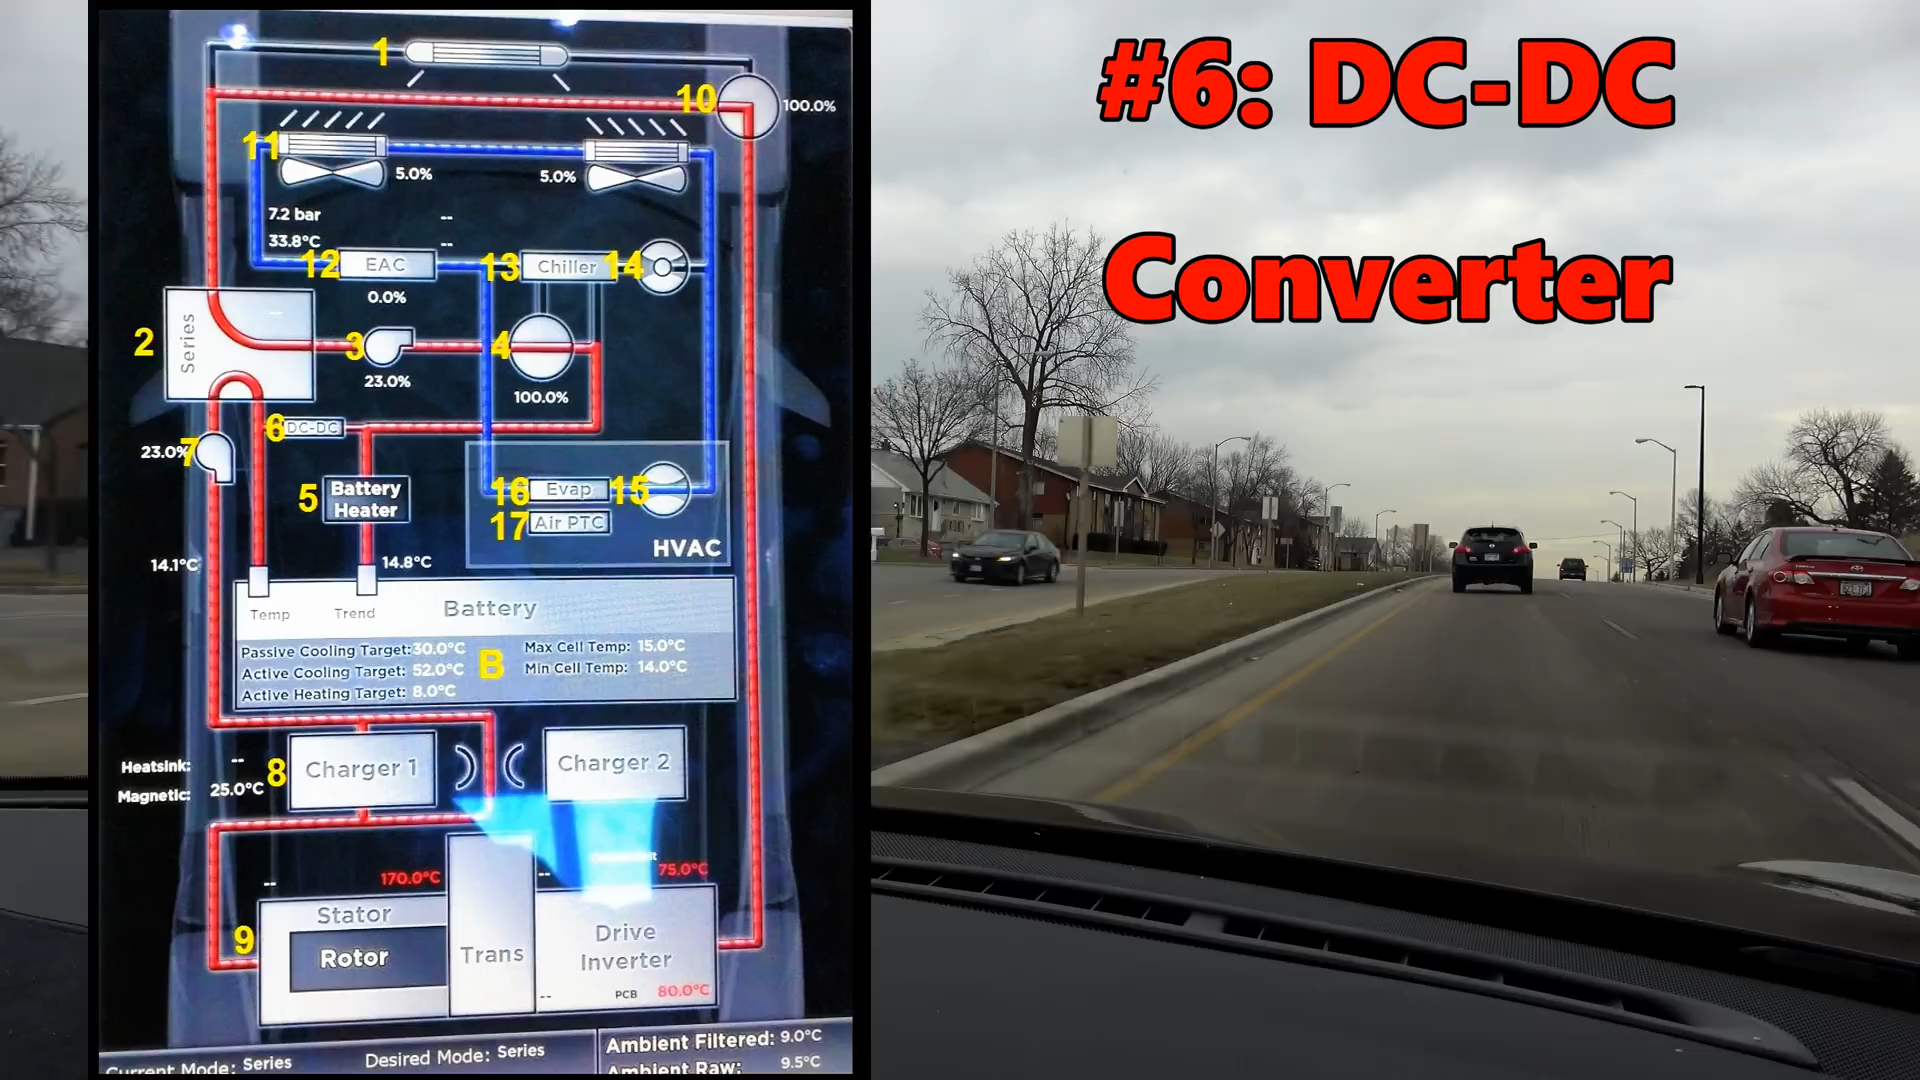 #6: DC-DC
Converter
1
10
100.0%
11
5.0%
5.0%
7.2 bar
--
33.8°C
--
12
EAC
13
Chiller
14
0.0%
2
Series
--
3
4
23.0%
100.0%
6
DC-DC
23.0%
7
5
Battery
Heater
16
Evap
15
17
Air PTC
HVAC
14.1°C
14.8°C
Temp
Trend
Battery
Passive Cooling Target: 30.0°C
Active Cooling Target: 52.0°C
Active Heating Target: 8.0°C
B
Max Cell Temp: 15.0°C
Min Cell Temp: 14.0°C
Heatsink: --
Magnetic: 25.0°C
8
Charger 1
Charger 2
--
170.0°C
--
75.0°C
9
Stator
Rotor
Trans
Drive
Inverter
--
PCB 80.0°C
Current Mode: Series
Desired Mode: Series
Ambient Filtered: 9.0°C
Ambient Raw: 9.5°C